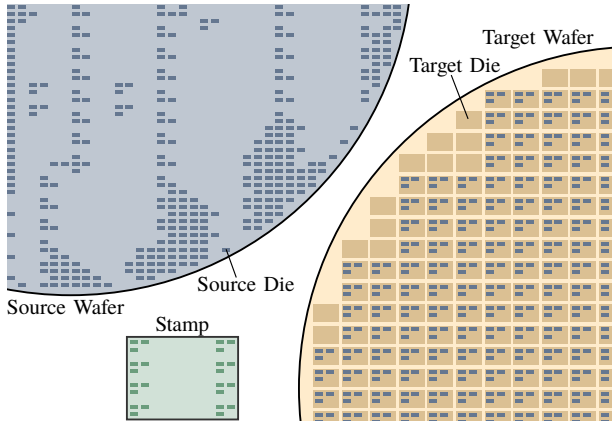 Target Wafer
Target Die
Source Die
Source Wafer
Stamp